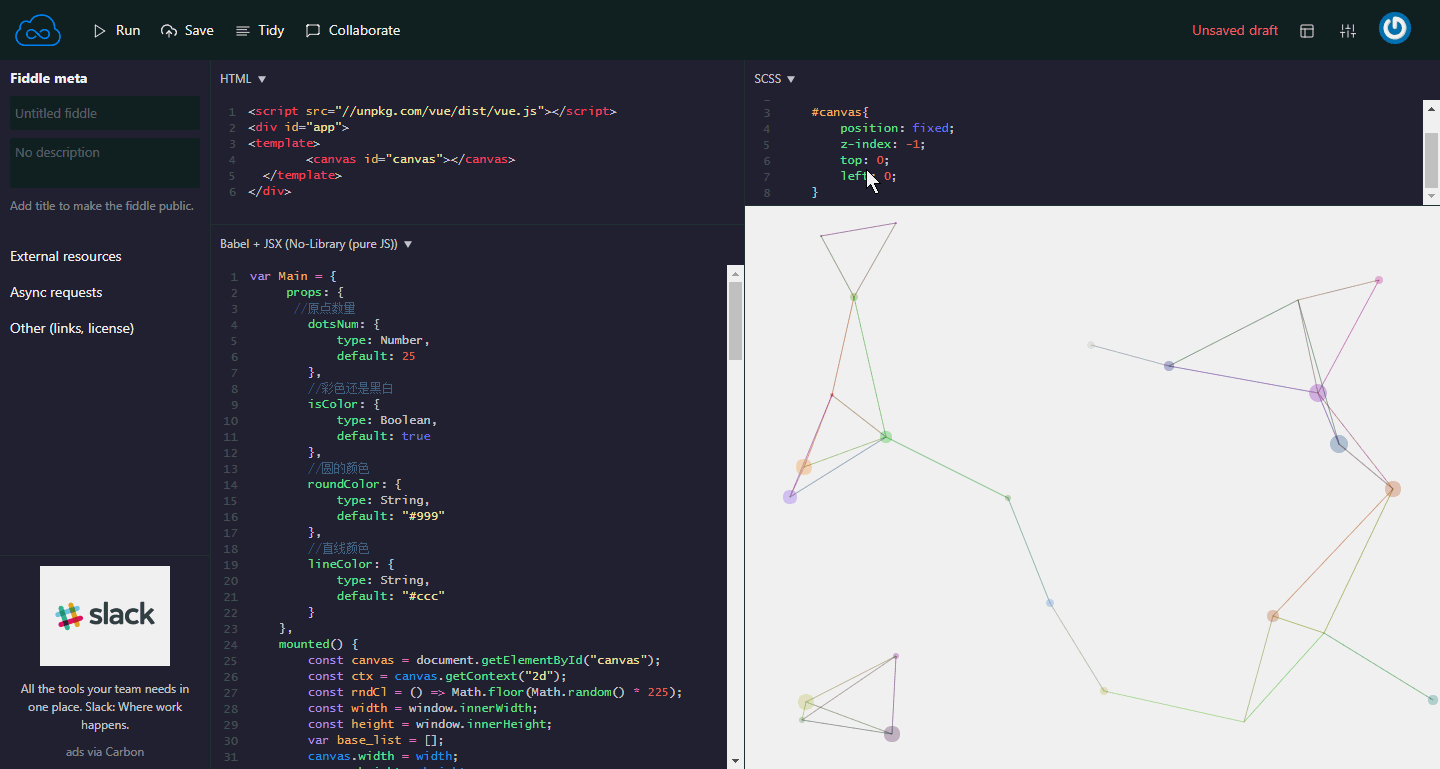 Run
Save
Tidy
Collaborate
Unsaved draft
Fiddle meta
Untitled fiddle
No description
Add title to make the fiddle public.
External resources
Async requests
Other (links, license)
slack
All the tools your team needs in
one place. Slack: Where work
happens.
ads via Carbon
HTML
1 <script src="//unpkg.com/vue/dist/vue.js"></script>
2 <div id="app">
3 <template>
4 <canvas id="canvas"></canvas>
5 </template>
6 </div>
Babel + JSX (No-Library (pure JS))
1 var Main = {
2 props: {
3 //原点数量
4 dotsNum: {
5 type: Number,
6 default: 25
7 },
8 //彩色还是黑白
9 isColor: {
10 type: Boolean,
11 default: true
12 },
13 //圆的颜色
14 roundColor: {
15 type: String,
16 default: "#999"
17 },
18 //直线颜色
19 lineColor: {
20 type: String,
21 default: "#ccc"
22 }
23 },
24 mounted() {
25 const canvas = document.getElementById("canvas");
26 const ctx = canvas.getContext("2d");
27 const rndCl = () => Math.floor(Math.random() * 225);
28 const width = window.innerWidth;
29 const height = window.innerHeight;
30 var base_list = [];
31 canvas.width = width;
SCSS
3 #canvas{
4 position: fixed;
5 z-index: -1;
6 top: 0;
7 left: 0;
8 }